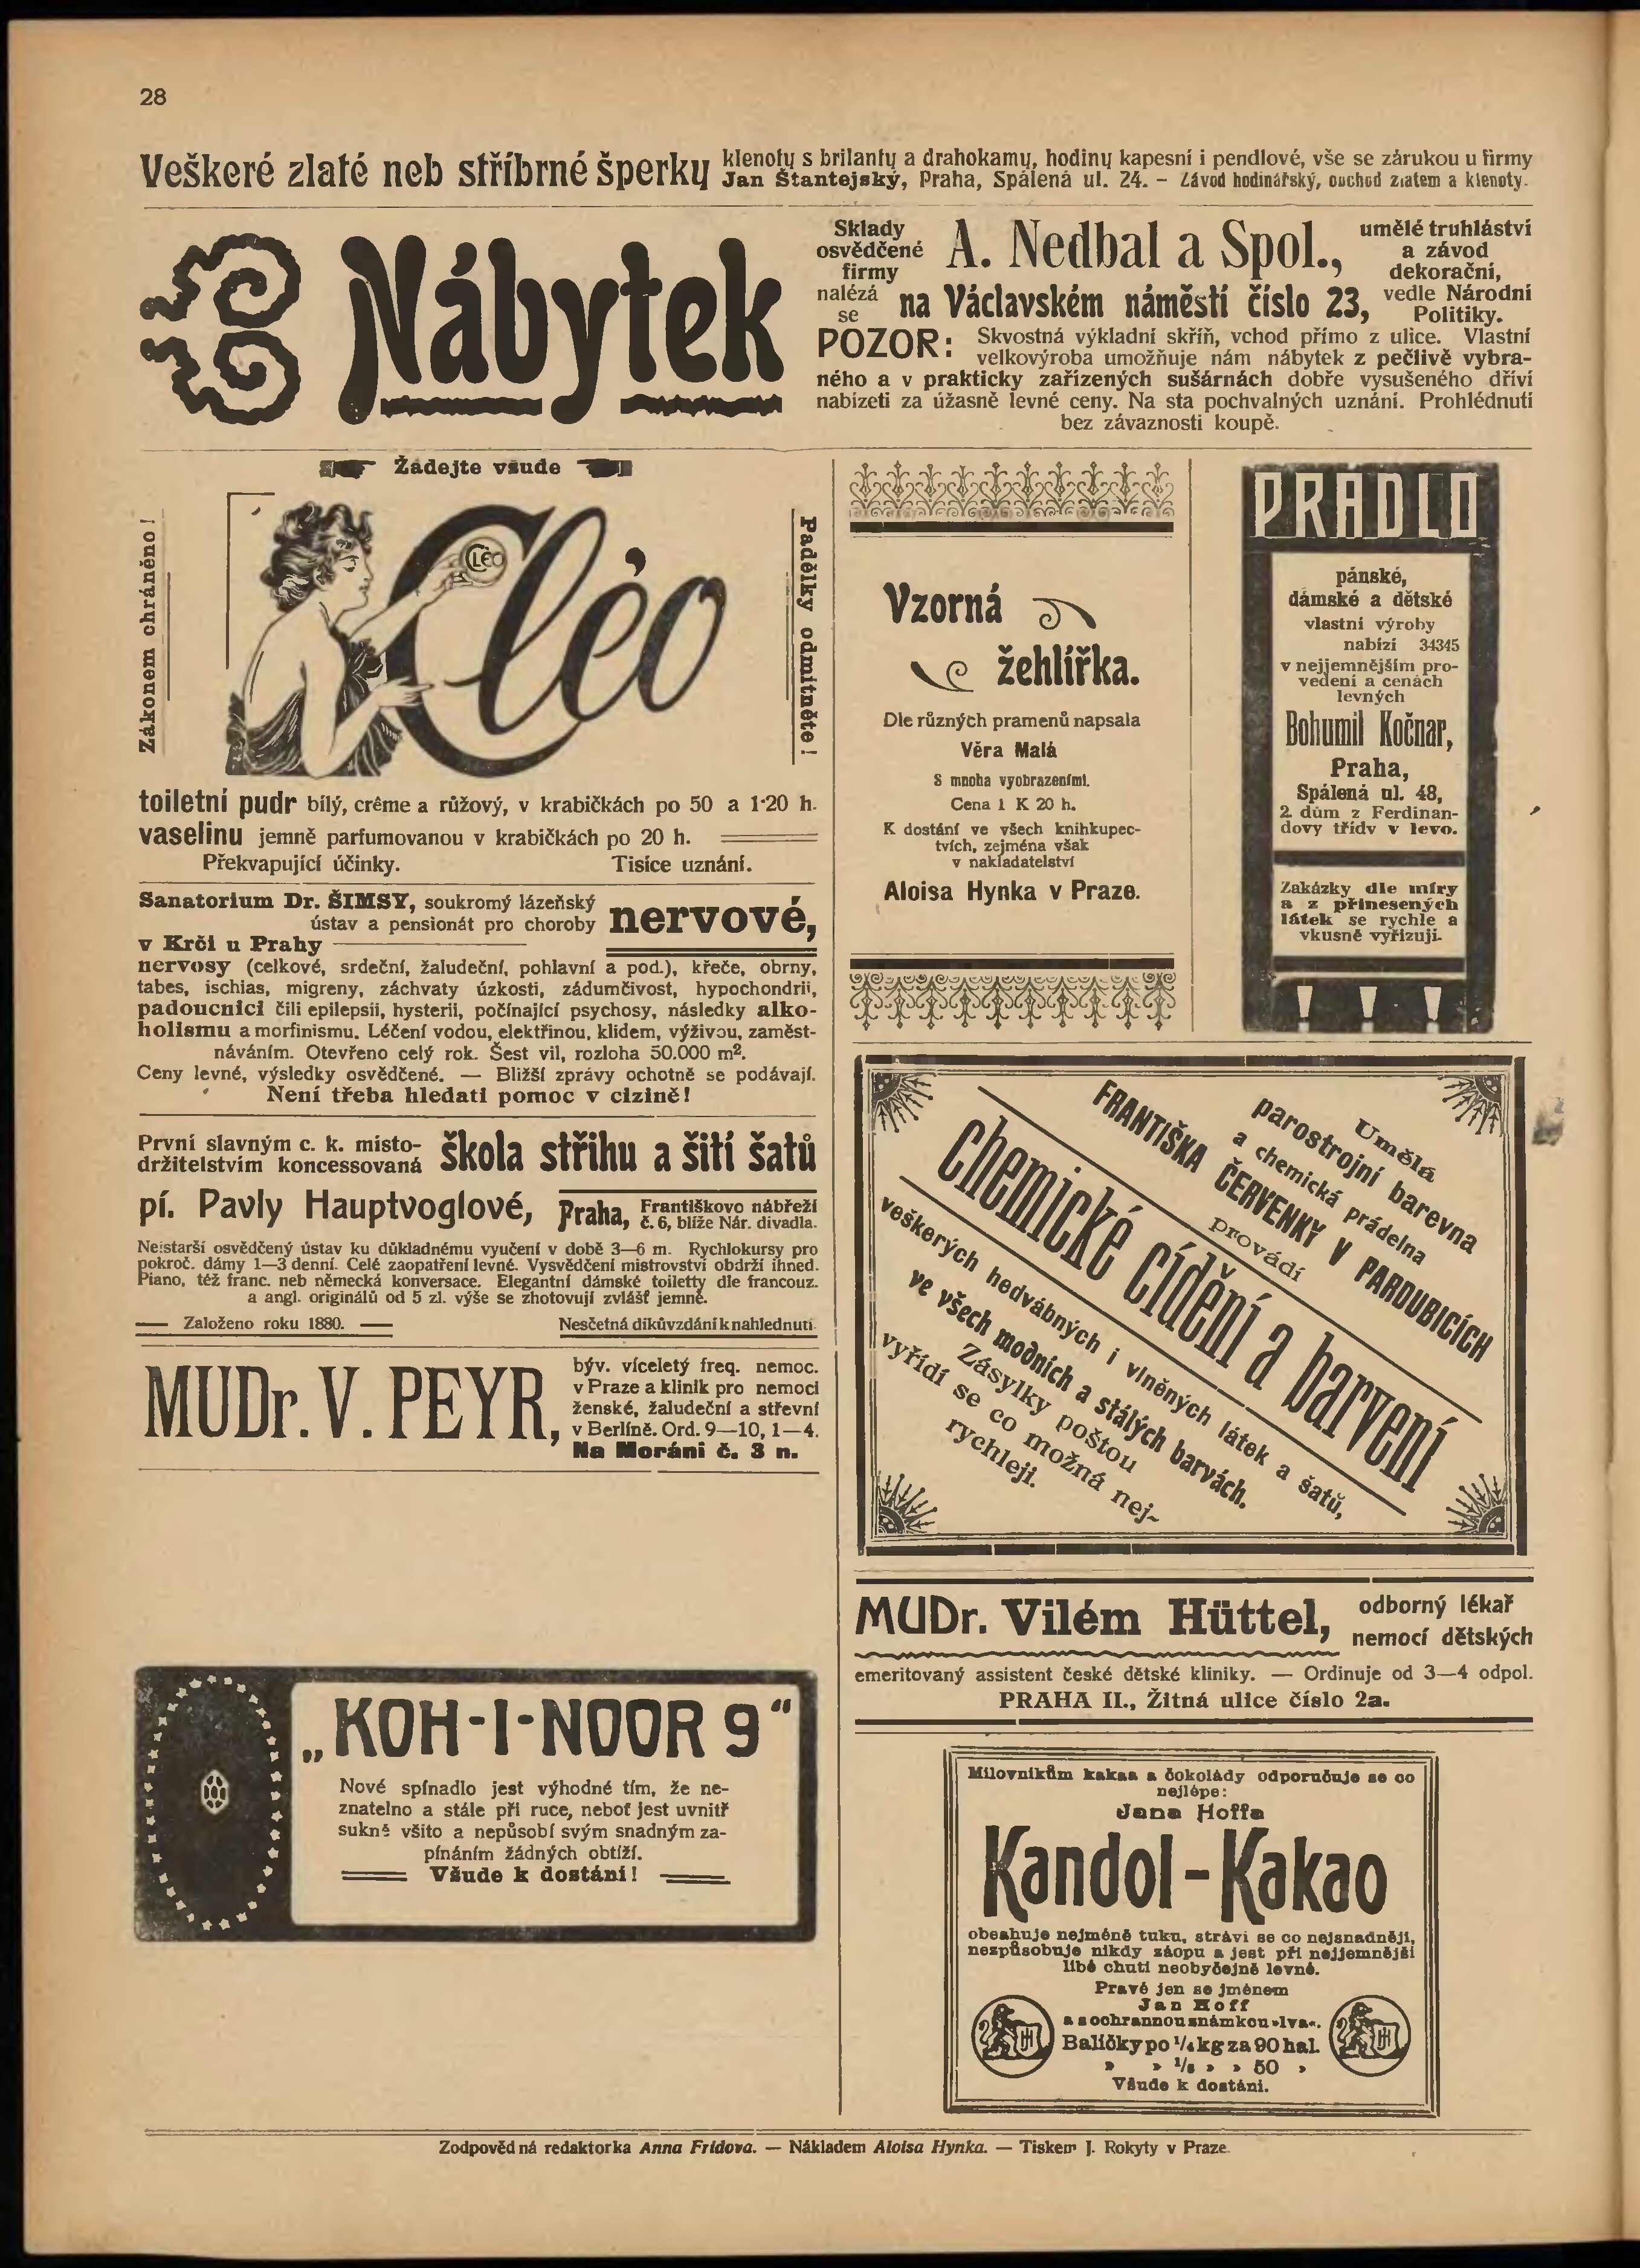 28
Veškeré zlaté neb stříbrné šperky
klenoty s brilanty a drahokamy, hodiny kapesní i pendlové, vše se zárukou u firmy
Jan Štantejský, Praha, Spálená ul. 24. – Závod hodinářský, obchod zlatem a klenoty.
Nábytek
Sklady
osvědčené
firmy
A. Nedbal a Spol.,
umělé truhláství
a závod
dekorační,
nalézá
se
na Václavském náměstí číslo 23,
vedle Národní
Politiky.
POZOR: Skvostná výkladní skříň, vchod přímo z ulice. Vlastní
velkovýroba umožňuje nám nábytek z pečlivě vybra-
ného a v prakticky zařízených sušárnách dobře vysušeného dříví
nabízeti za úžasně levné ceny. Na sta pochvalných uznání. Prohlédnutí
bez závaznosti koupě.
Žádejte všude
Zákonem chráněno!
Cléo
CLÉO
Padělky odmítněte!
toiletní pudr bílý, crême a růžový, v krabičkách po 50 a 1·20 h.
vaselinu jemně parfumovanou v krabičkách po 20 h.
Překvapující účinky. Tisíce uznání.
Sanatorium Dr. ŠIMSY, soukromý lázeňský
ústav a pensionát pro choroby
nervové,
v Krči u Prahy
nervosy (celkové, srdeční, žaludeční, pohlavní a pod.), křeče, obrny,
tabes, ischias, migreny, záchvaty úzkosti, zádumčivost, hypochondrii,
padoucnici čili epilepsii, hysterii, počínající psychosy, následky alko-
holismu a morfinismu. Léčení vodou, elektřinou, klidem, výživou, zaměst-
náváním. Otevřeno celý rok. Šest vil, rozloha 50.000 m².
Ceny levné, výsledky osvědčené. — Bližší zprávy ochotně se podávají.
Není třeba hledati pomoc v cizině!
První slavným c. k. místo-
držitelstvím koncessovaná
škola střihu a šití šatů
pí. Pavly Hauptvoglové,
Praha,
Františkovo nábřeží
č. 6, blíže Nár. divadla.
Nejstarší osvědčený ústav ku důkladnému vyučení v době 3—6 m. Rychlokursy pro
pokroč. dámy 1—3 denní. Celé zaopatření levné. Vysvědčení mistrovství obdrží ihned.
Piano, též franc. neb německá konversace. Elegantní dámské toiletty dle francouz.
a angl. originálů od 5 zl. výše se zhotovují zvlášť jemně.
Založeno roku 1880. Nesčetná díkůvzdání k nahlednutí
MUDr. V. PEYR,
býv. víceletý freq. nemoc.
v Praze a klinik pro nemoci
ženské, žaludeční a střevní
v Berlíně. Ord. 9—10, 1—4.
Na Moráni č. 3 n.
„KOH-I-NOOR 9“
Nové spínadlo jest výhodné tím, že ne-
znatelno a stále při ruce, neboť jest uvnitř
sukně všito a nepůsobí svým snadným za-
pínáním žádných obtíží.
Všude k dostání!
Vzorná
žehlířka.
Dle různých pramenů napsala
Věra Malá
S mnoha vyobrazeními.
Cena 1 K 20 h.
K dostání ve všech knihkupec-
tvích, zejména však
v nakladatelství
Aloisa Hynka v Praze.
PRADLO
pánské,
dámské a dětské
vlastní výroby
nabízí 34345
v nejjemnějším pro-
vedení a cenách
levných
Bohumil Kočnar,
Praha,
Spálená ul. 48,
2. dům z Ferdinan-
dovy třídy v levo.
Zakázky dle míry
a z přinesených
látek se rychle a
vkusně vyřizují.
Umělá
parostrojní barevna
a chemická prádelna
FRANTIŠKA ČERVENKY V PARDUBICÍCH
provádí
chemické cídění a barvení
veškerých hedvábných i vlněných látek a šatů,
ve všech modních a stálých barvách.
Zásylky poštou
vyřídí se co možná nej-
rychleji.
MUDr. Vilém Hüttel,
odborný lékař
nemocí dětských
emeritovaný assistent české dětské kliniky. — Ordinuje od 3—4 odpol.
PRAHA II., Žitná ulice číslo 2a.
Milovníkům kakaa a čokolády odporučuje se co
nejlépe:
Jana Hoffa
Kandol-Kakao
obsahuje nejméně tuku, stráví se co nejsnadněji,
nezpůsobuje nikdy zácpu a jest při nejjemnější
libé chuti neobyčejně levné.
Pravé jen se jménem
Jan Hoff
a s ochrannou známkou »lva«.
Balíčky po ¼ kg za 90 hal.
» » ⅛ » » 50 »
Všude k dostání.
Zodpovědná redaktorka Anna Fridova. — Nákladem Aloisa Hynka. — Tiskem J. Rokyty v Praze.